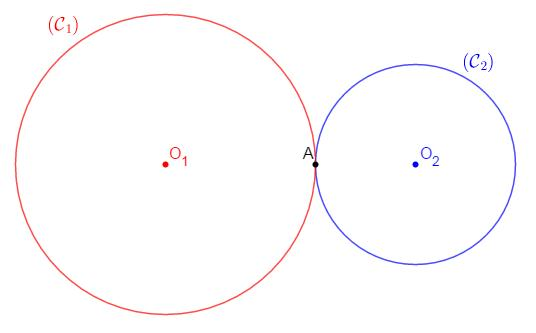 (𝒞₁)
(𝒞₂)
O₁
A
O₂